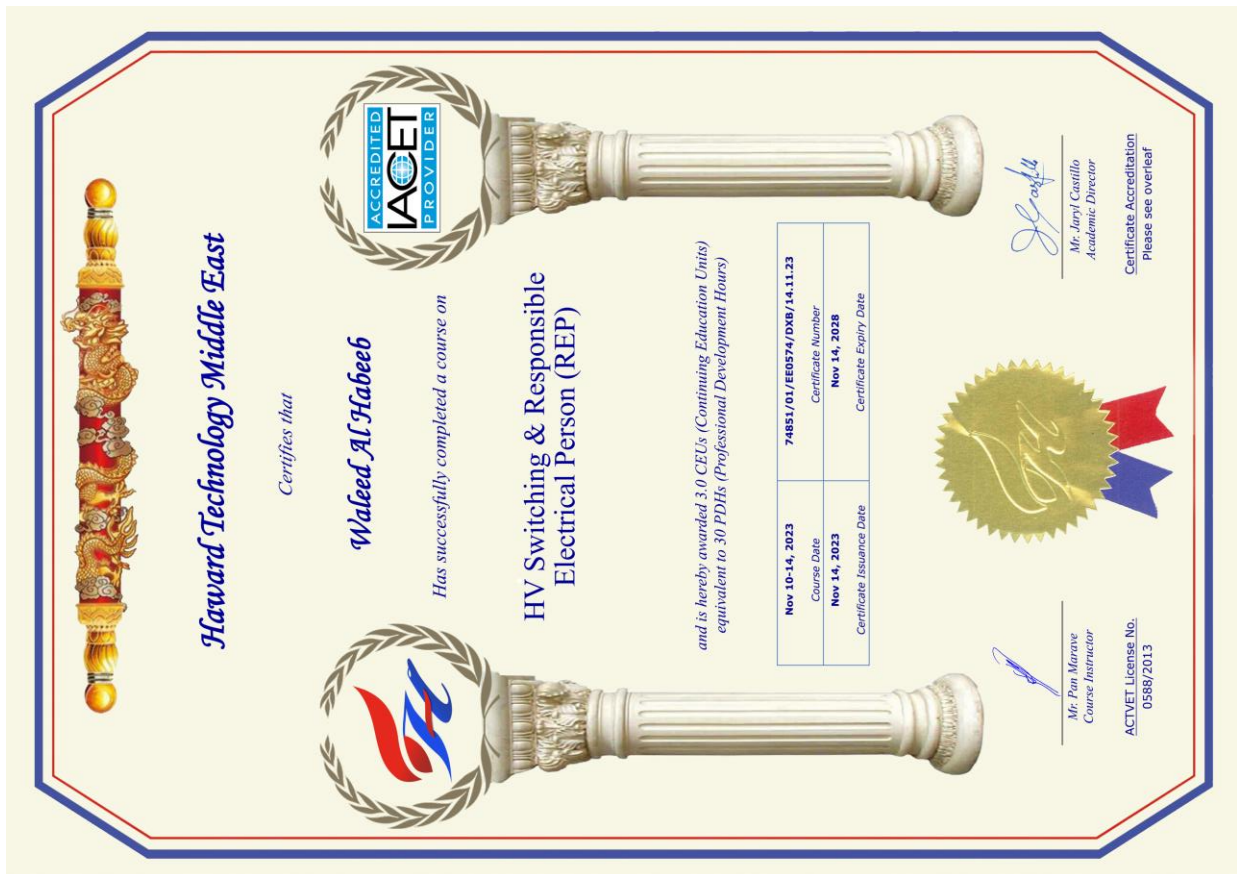 Haward Technology Middle East
Certifies that
ACCREDITED
IACET
PROVIDER
Waleed Al Habeeb
Has successfully completed a course on
HV Switching & Responsible
Electrical Person (REP)
and is hereby awarded 3.0 CEUs (Continuing Education Units)
equivalent to 30 PDHs (Professional Development Hours)
Nov 10-14, 2023
Course Date
74851/01/EE0574/DXB/14.11.23
Certificate Number
Nov 14, 2023
Certificate Issuance Date
Nov 14, 2028
Certificate Expiry Date
Mr. Pan Marave
Course Instructor
ACTVET License No.
0588/2013
Mr. Jaryl Castillo
Academic Director
Certificate Accreditation
Please see overleaf